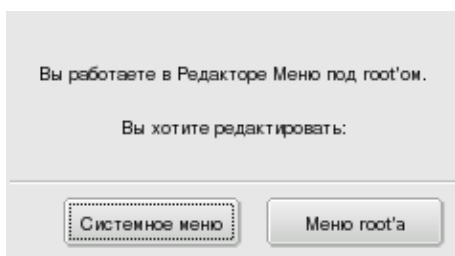 Вы работаете в Редакторе Меню под root'ом.
Вы хотите редактировать:
Системное меню
Меню root'а